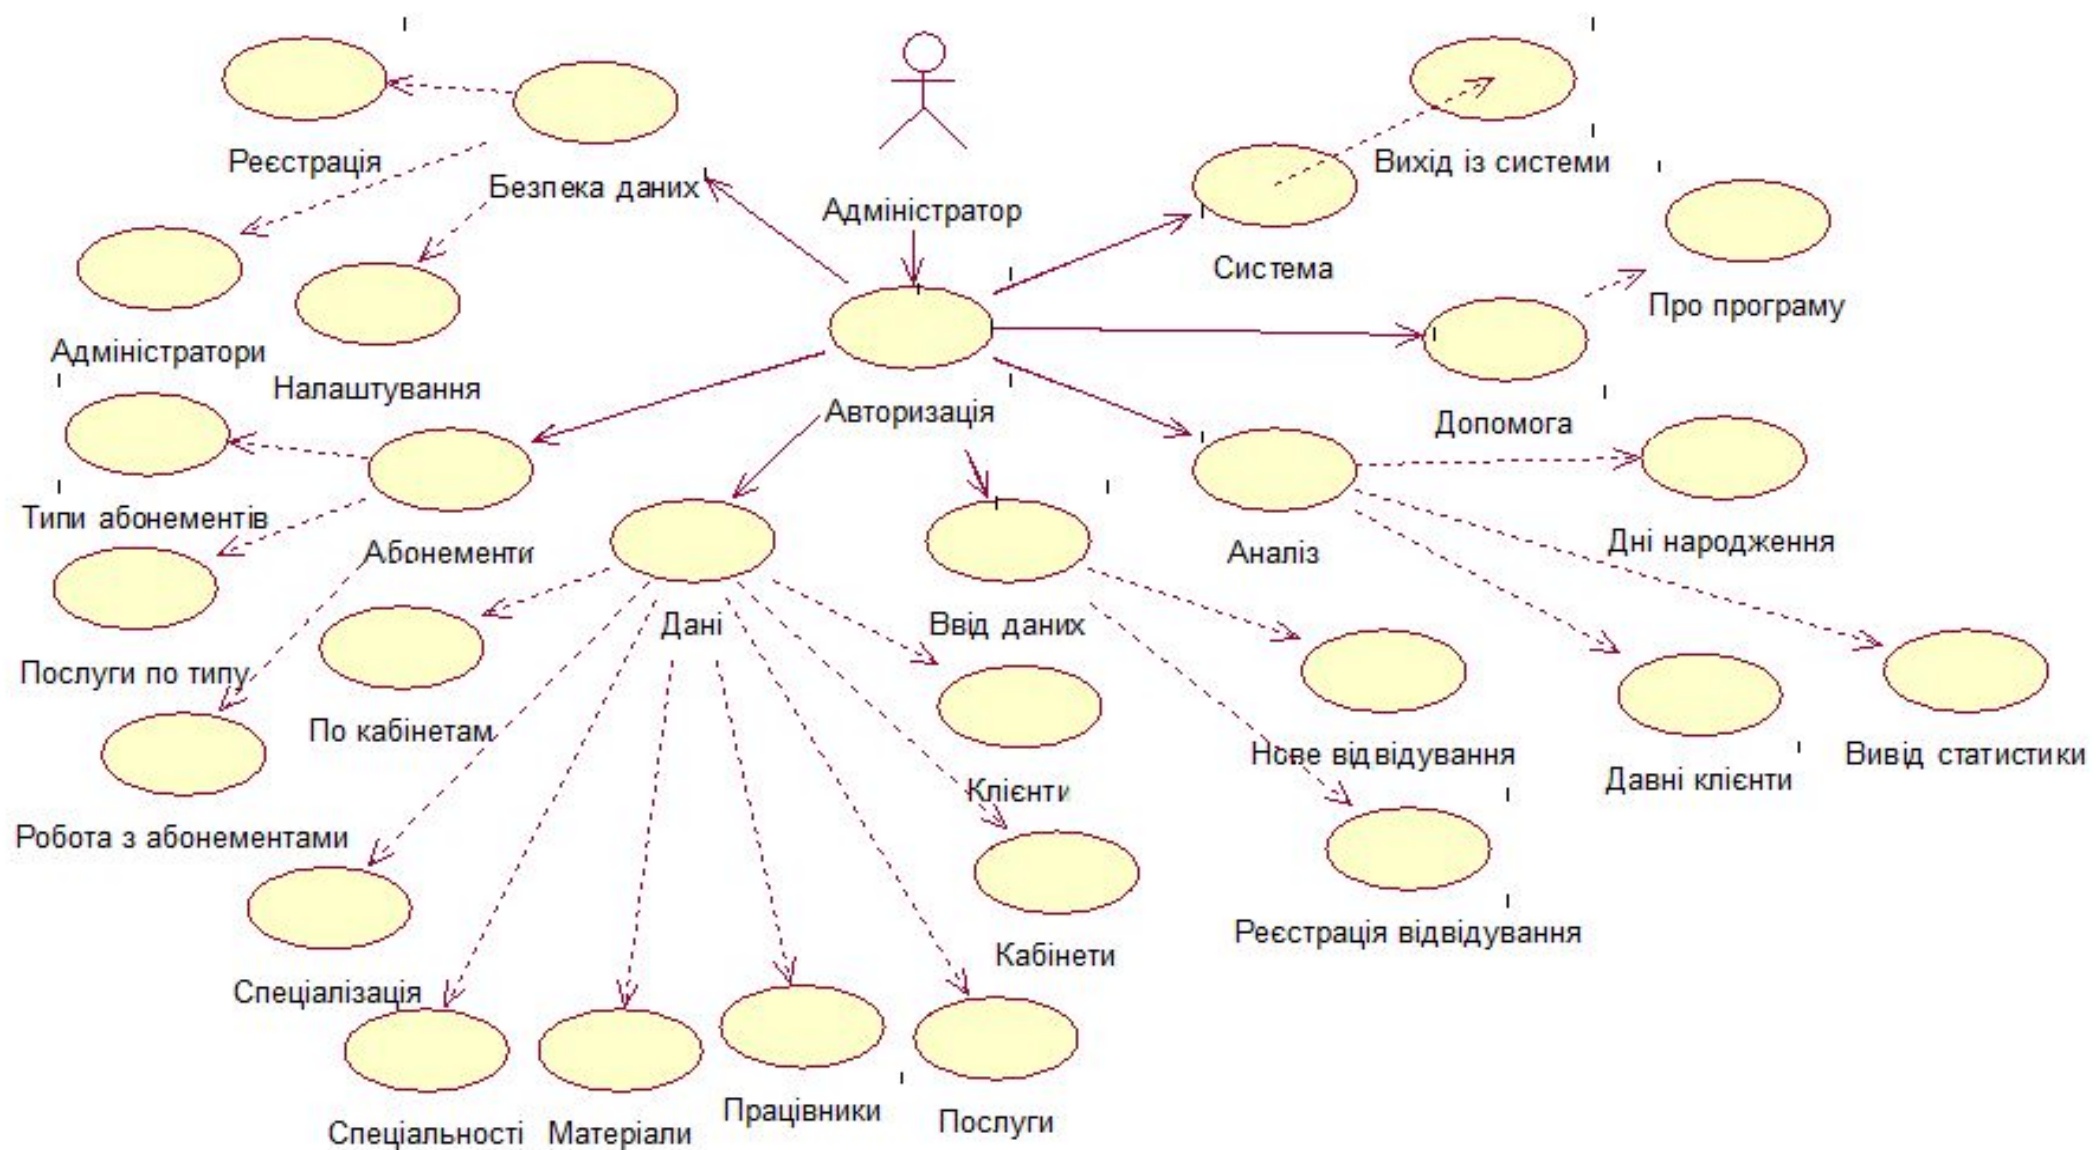 Реєстрація
Вихід із системи
Безпека даних
Адміністратор
Система
Про програму
Адміністратори
Налаштування
Авторизація
Допомога
Типи абонементів
Абонементи
Аналіз
Дні народження
Дані
Ввід даних
Послуги по типу
По кабінетам
Нове відвідування
Давні клієнти
Вивід статистики
Клієнти
Робота з абонементами
Реєстрація відвідування
Кабінети
Спеціалізація
Спеціальності
Матеріали
Працівники
Послуги